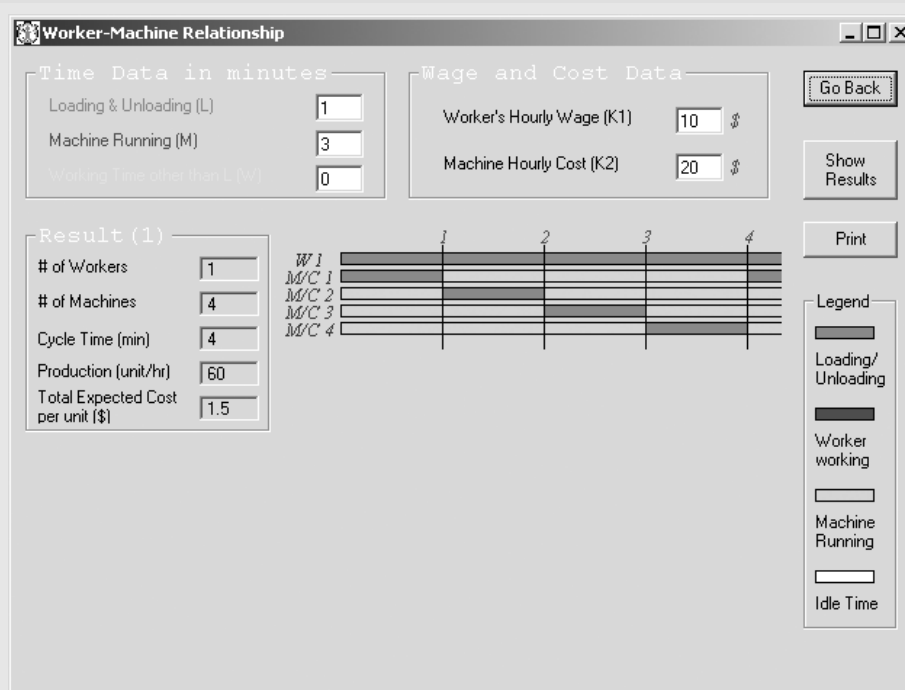 Worker-Machine Relationship
Time Data in minutes
Loading & Unloading (L) 1
Machine Running (M) 3
Working Time other than L (W) 0
Wage and Cost Data
Worker's Hourly Wage (K1) 10 $
Machine Hourly Cost (K2) 20 $
Go Back
Show
Results
Print
Result (1)
# of Workers 1
# of Machines 4
Cycle Time (min) 4
Production (unit/hr) 60
Total Expected Cost
per unit ($) 1.5
1 2 3 4
W 1
M/C 1
M/C 2
M/C 3
M/C 4
Legend
Loading/
Unloading
Worker
working
Machine
Running
Idle Time